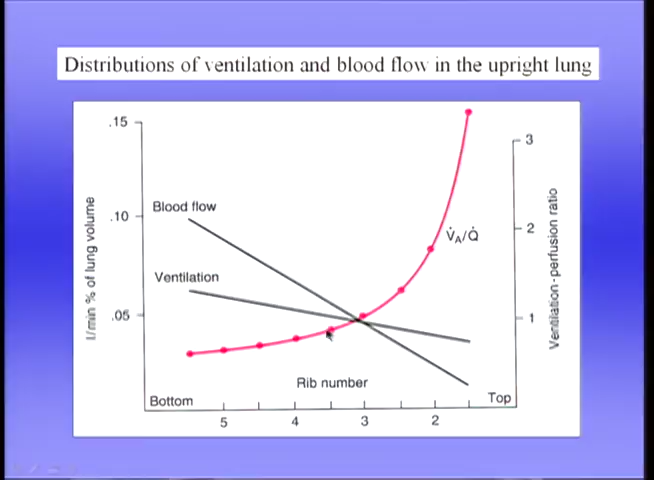 Distributions of ventilation and blood flow in the upright lung
.15
.10
.05
l/min % of lung volume
Blood flow
Ventilation
V̇A/Q̇
3
2
1
Ventilation-perfusion ratio
Rib number
Bottom
Top
5 4 3 2